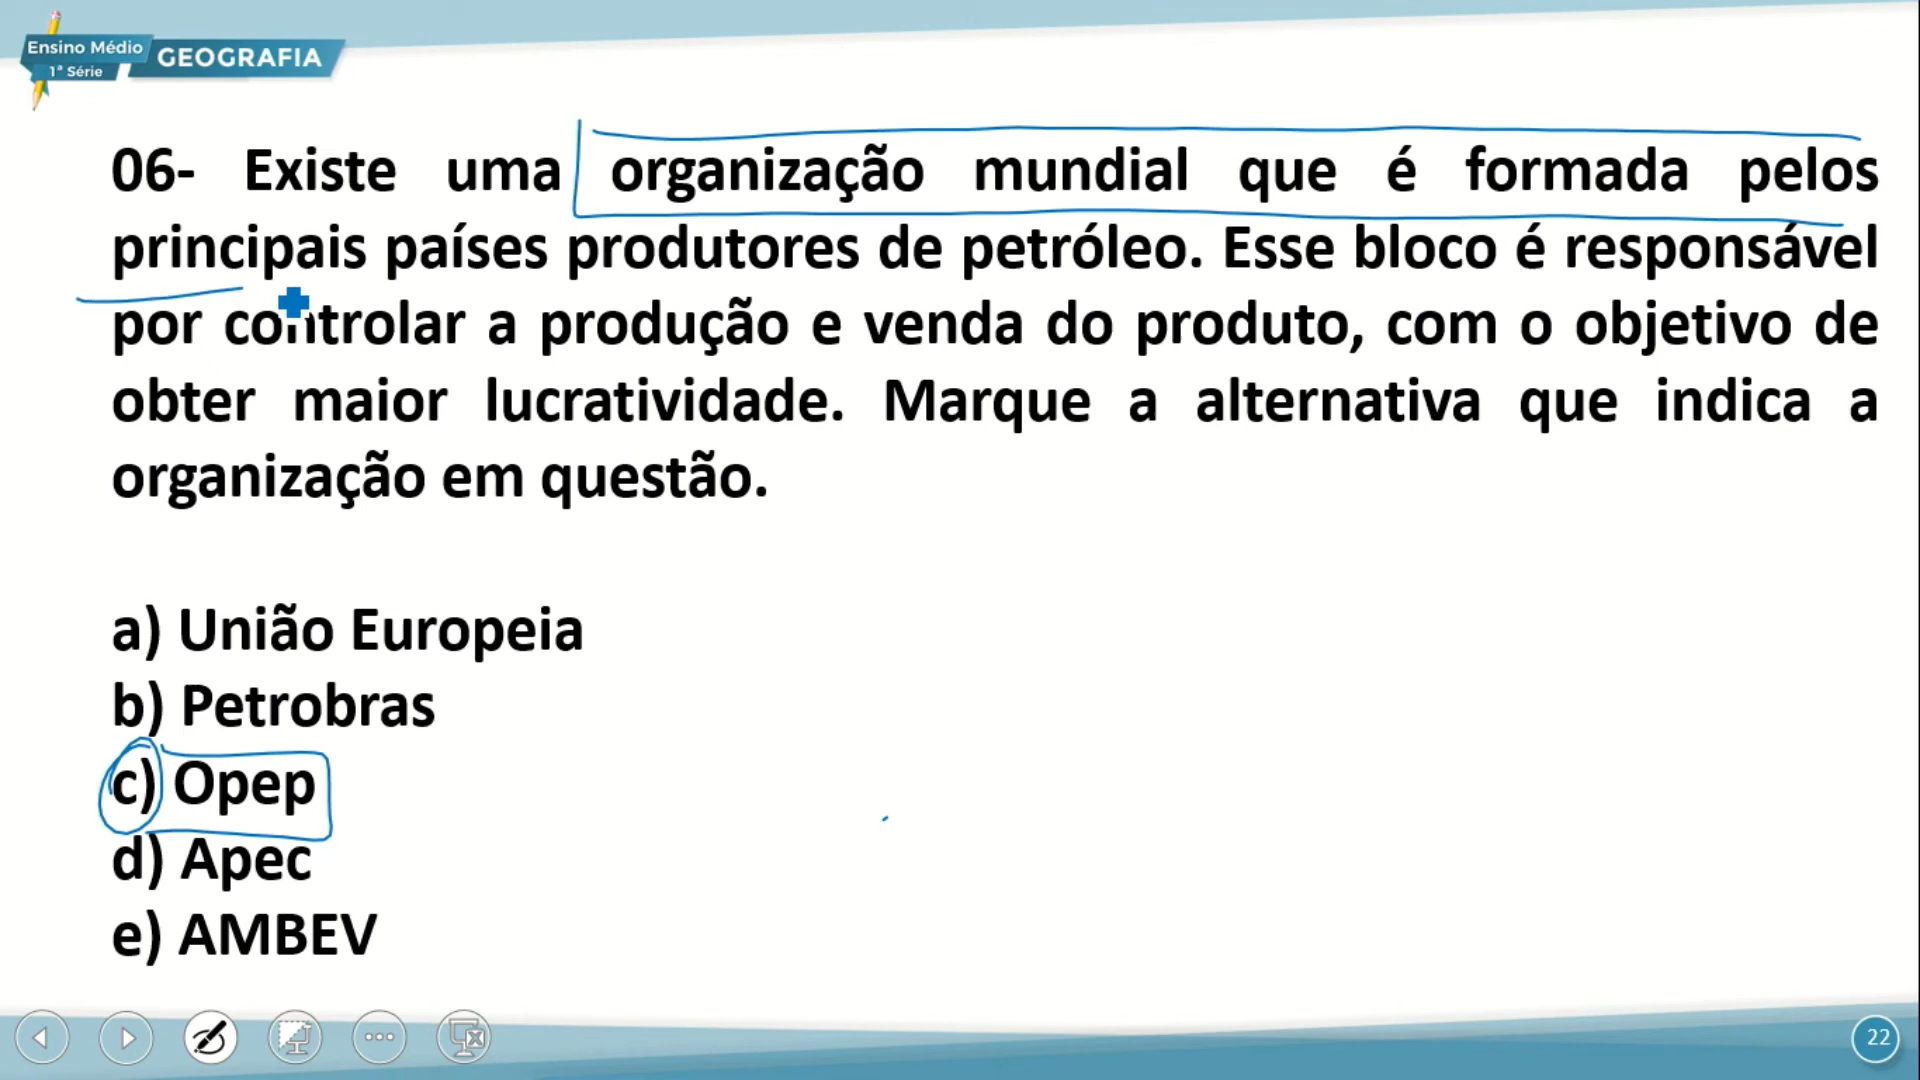 Ensino Médio
1ª Série
GEOGRAFIA
06- Existe uma organização mundial que é formada pelos
principais países produtores de petróleo. Esse bloco é responsável
por controlar a produção e venda do produto, com o objetivo de
obter maior lucratividade. Marque a alternativa que indica a
organização em questão.
a) União Europeia
b) Petrobras
c) Opep
d) Apec
e) AMBEV
22